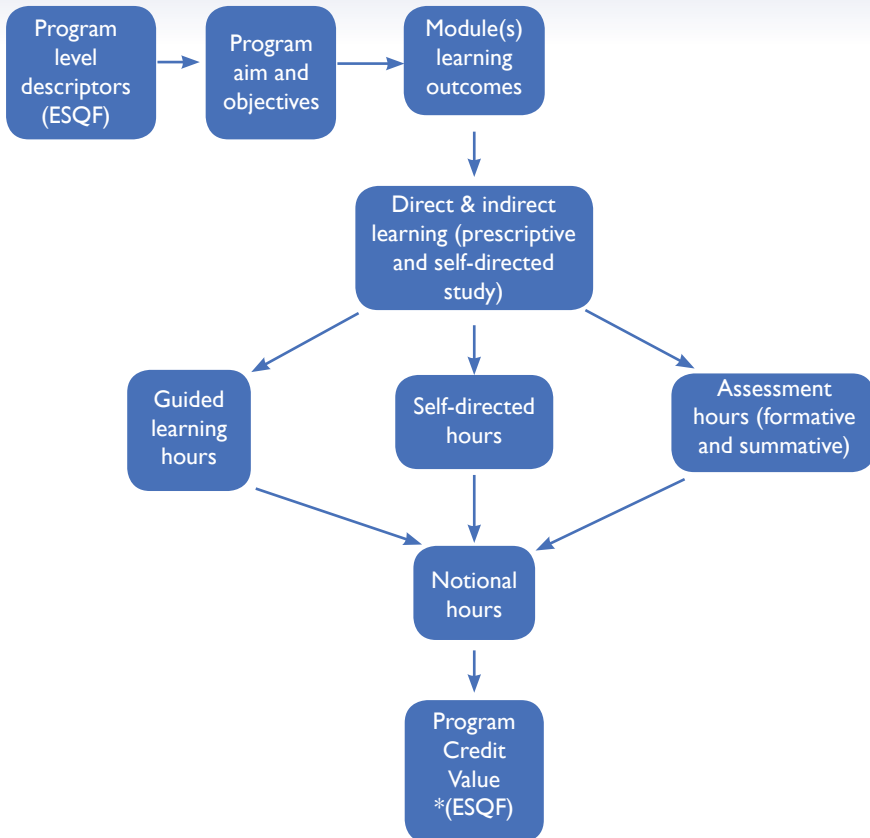 Program
level
descriptors
(ESQF)
Program
aim and
objectives
Module(s)
learning
outcomes
Direct & indirect
learning (prescriptive
and self-directed
study)
Guided
learning
hours
Self-directed
hours
Assessment
hours (formative
and summative)
Notional
hours
Program
Credit
Value
*(ESQF)